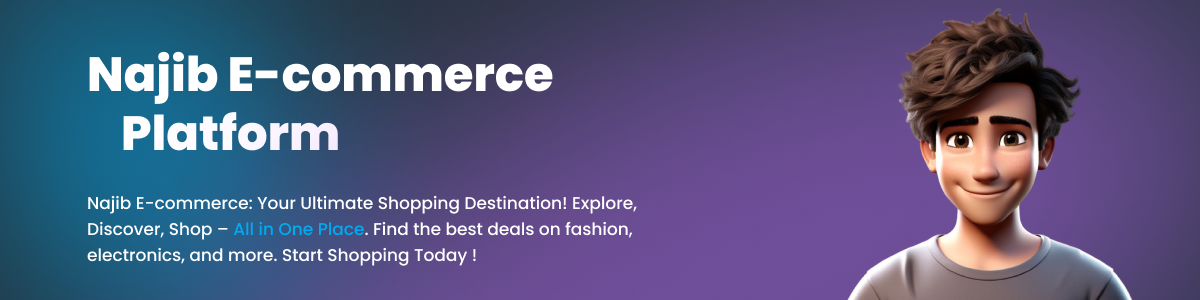 Najib E-commerce
Platform
Najib E-commerce: Your Ultimate Shopping Destination! Explore,
Discover, Shop – All in One Place. Find the best deals on fashion,
electronics, and more. Start Shopping Today !